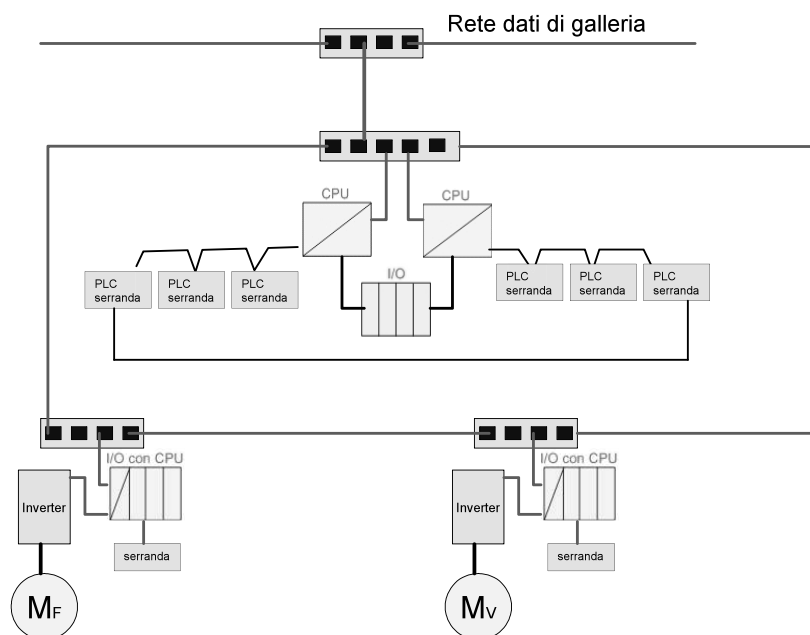 Rete dati di galleria
CPU
CPU
I/O
PLC
serranda
PLC
serranda
PLC
serranda
PLC
serranda
PLC
serranda
PLC
serranda
I/O con CPU
I/O con CPU
Inverter
Inverter
serranda
serranda
MF
MV